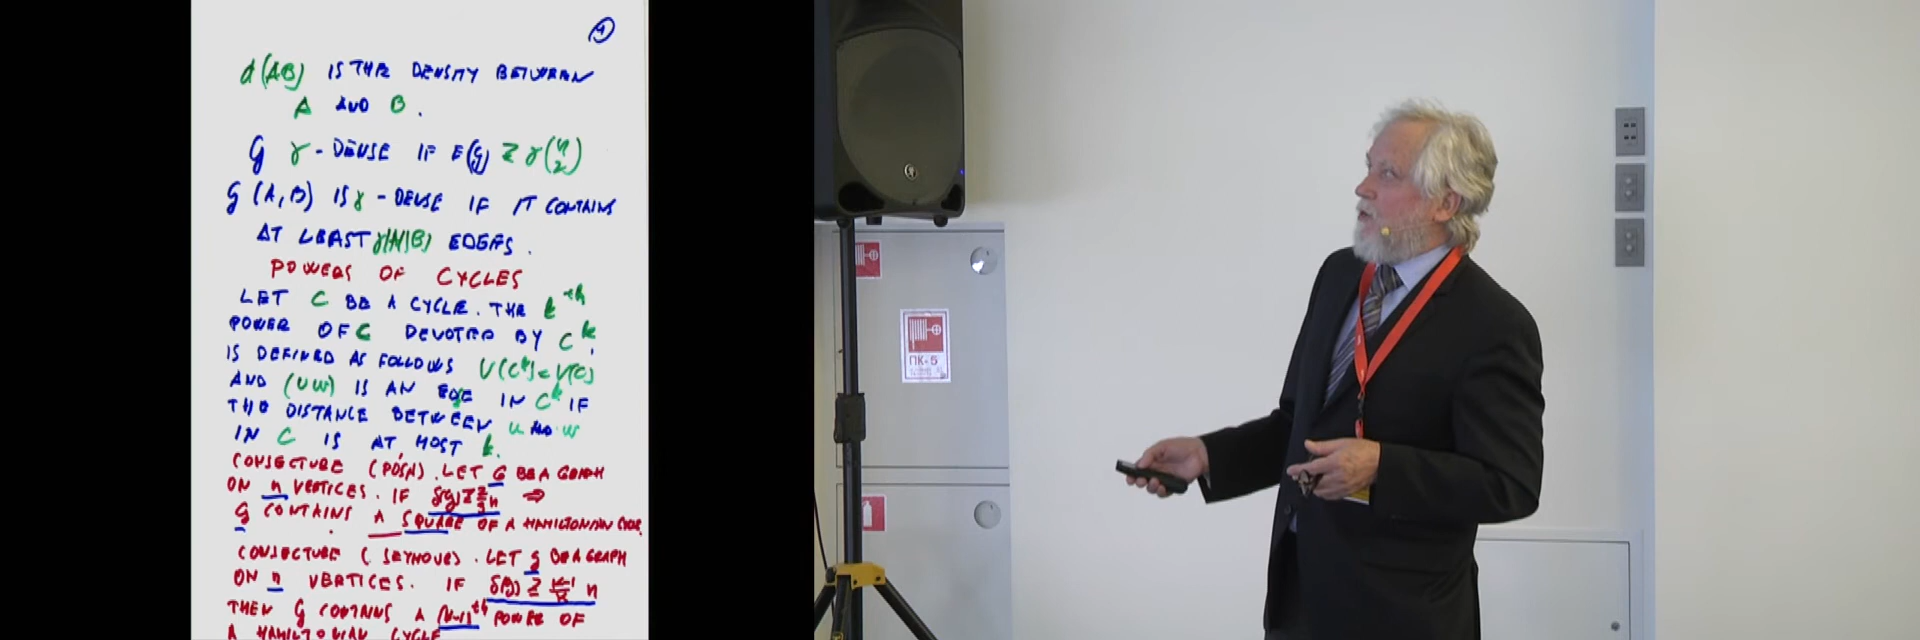 4
d(AB) IS THE DENSITY BETWEEN
A AND B.
G γ-DENSE IF E(G) ≥ γ(n 2)
G(A,B) IS γ-DENSE IF IT CONTAINS
AT LEAST γ|A||B| EDGES.
POWERS OF CYCLES
LET C BE A CYCLE. THE kth
POWER OF C DENOTED BY C^k
IS DEFINED AS FOLLOWS V(C^k)=V(C)
AND (UW) IS AN EDGE IN C^k IF
THE DISTANCE BETWEEN u AND w
IN C IS AT MOST k.
CONJECTURE (PÓSA). LET G BE A GRAPH
ON n VERTICES. IF δ(G) ≥ 2/3 n ⇒
G CONTAINS A SQUARE OF A HAMILTONIAN CYCLE.
CONJECTURE (SEYMOUR). LET G BE A GRAPH
ON n VERTICES. IF δ(G) ≥ k-1/k n
THEN G CONTAINS A (k-1)th POWER OF
A HAMILTONIAN CYCLE
ПК-5